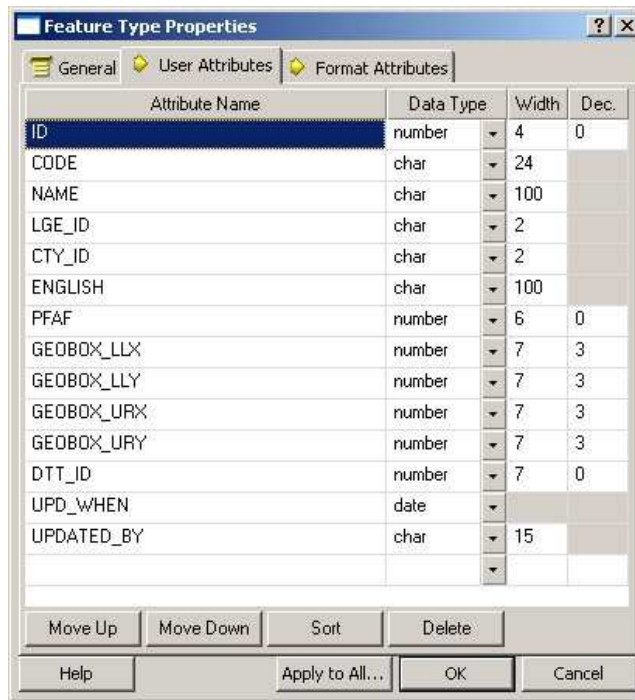 Feature Type Properties
General User Attributes Format Attributes
Attribute Name Data Type Width Dec.
ID number 4 0
CODE char 24
NAME char 100
LGE_ID char 2
CTY_ID char 2
ENGLISH char 100
PFAF number 6 0
GEOBOX_LLX number 7 3
GEOBOX_LLY number 7 3
GEOBOX_URX number 7 3
GEOBOX_URY number 7 3
DTT_ID number 7 0
UPD_WHEN date
UPDATED_BY char 15
Move Up Move Down Sort Delete
Help Apply to All... OK Cancel